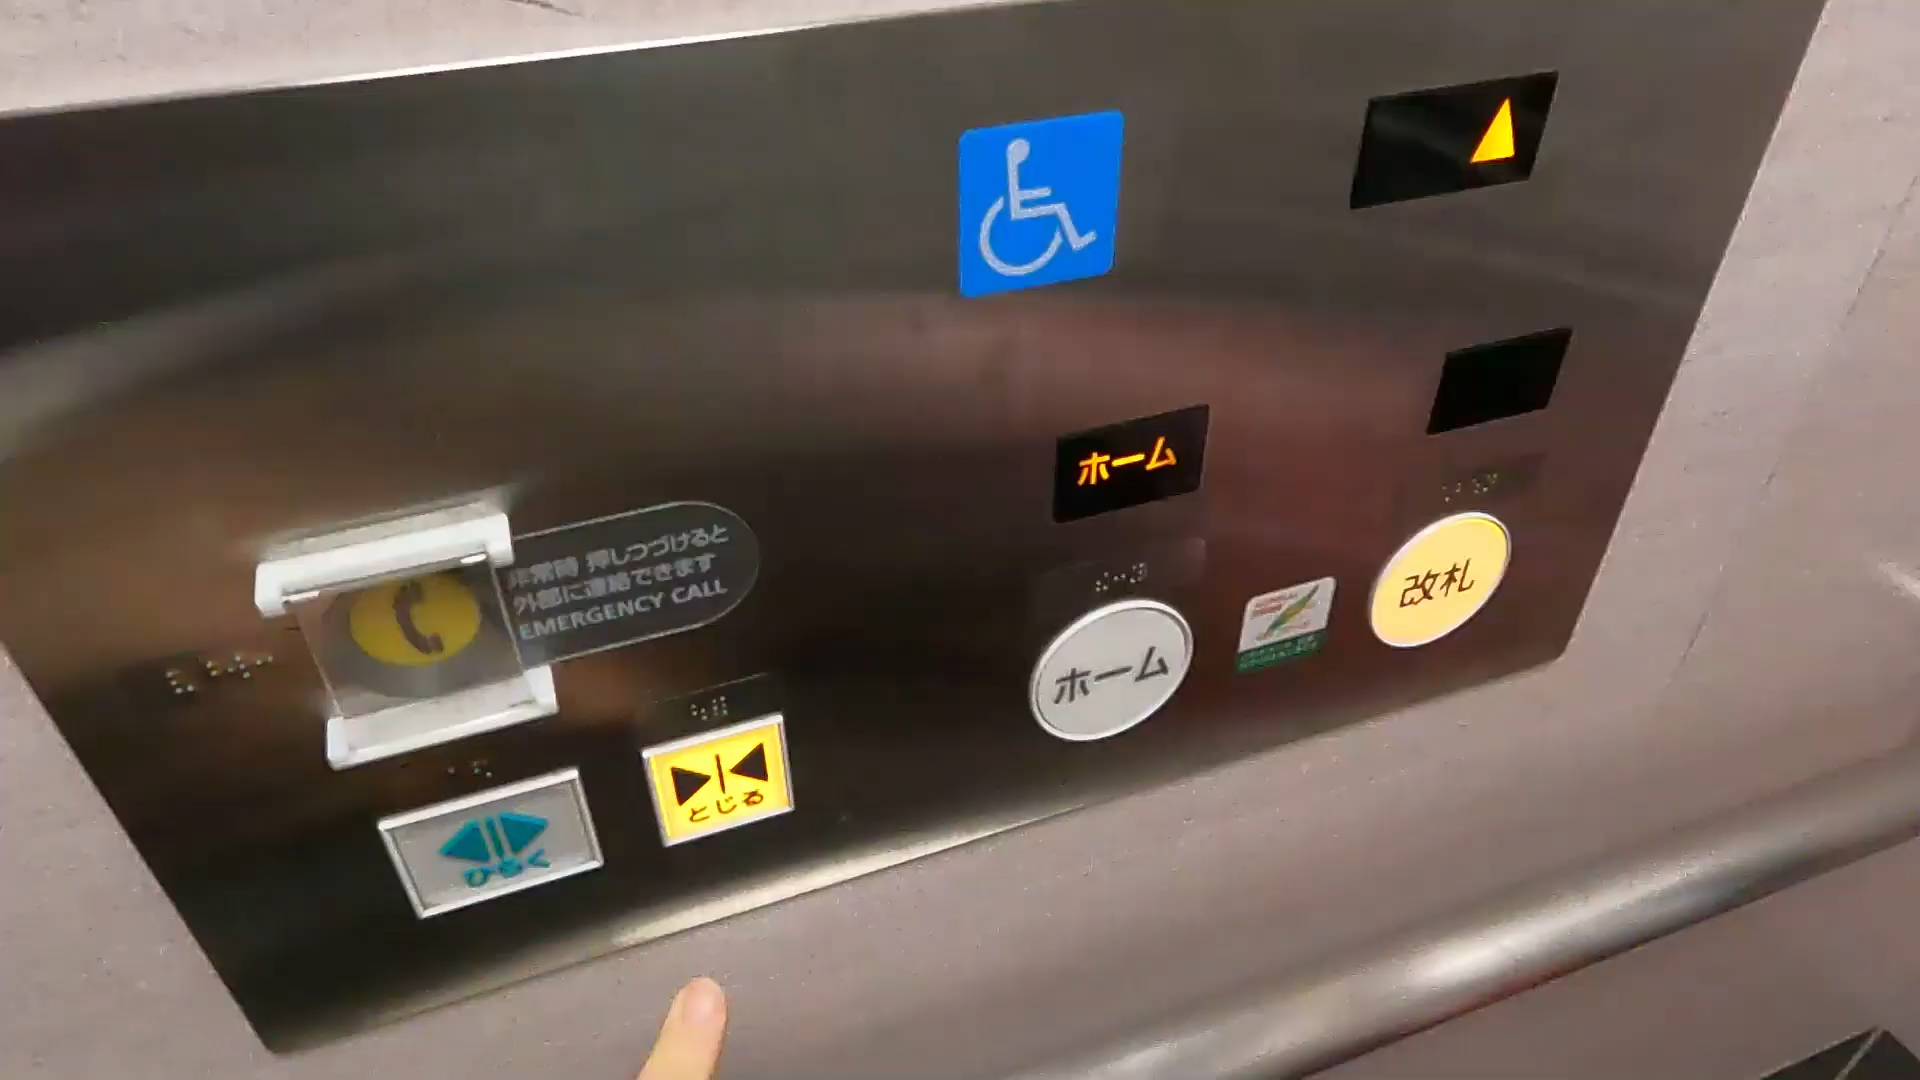 ホーム
非常時 押しつづけると
外部に連絡できます
EMERGENCY CALL
改札
ホーム
とじる
ひらく